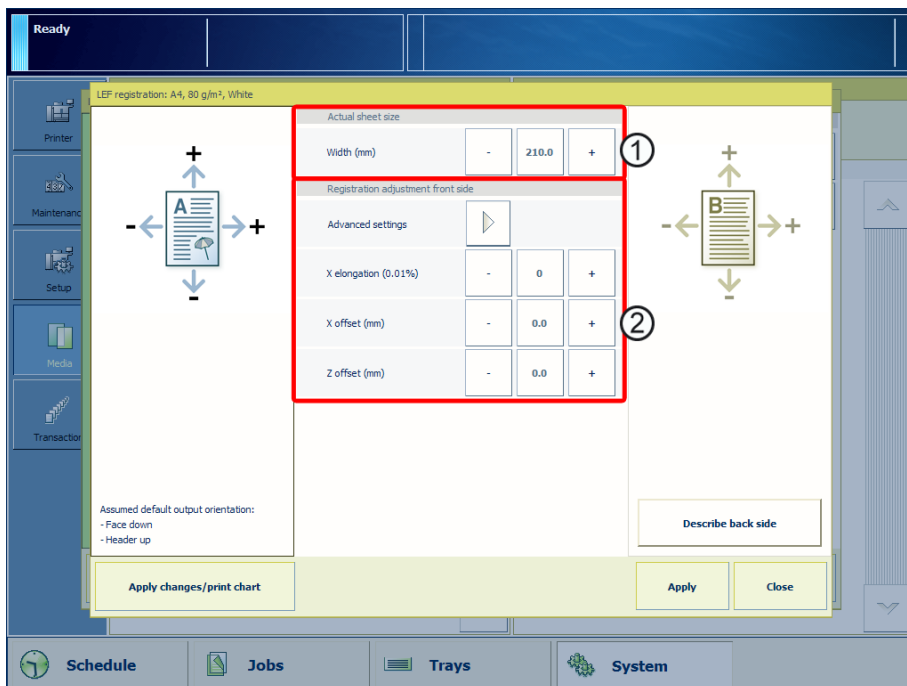 Ready
LEF registration: A4, 80 g/m², White
Printer
Maintenanc
Setup
Media
Transaction
+
A
- +
-
Assumed default output orientation:
- Face down
- Header up
Actual sheet size
Width (mm) - 210.0 +
1
Registration adjustment front side
Advanced settings
X elongation (0.01%) - 0 +
X offset (mm) - 0.0 +
2
Z offset (mm) - 0.0 +
+
B
- +
-
Describe back side
Apply changes/print chart
Apply
Close
Schedule
Jobs
Trays
System